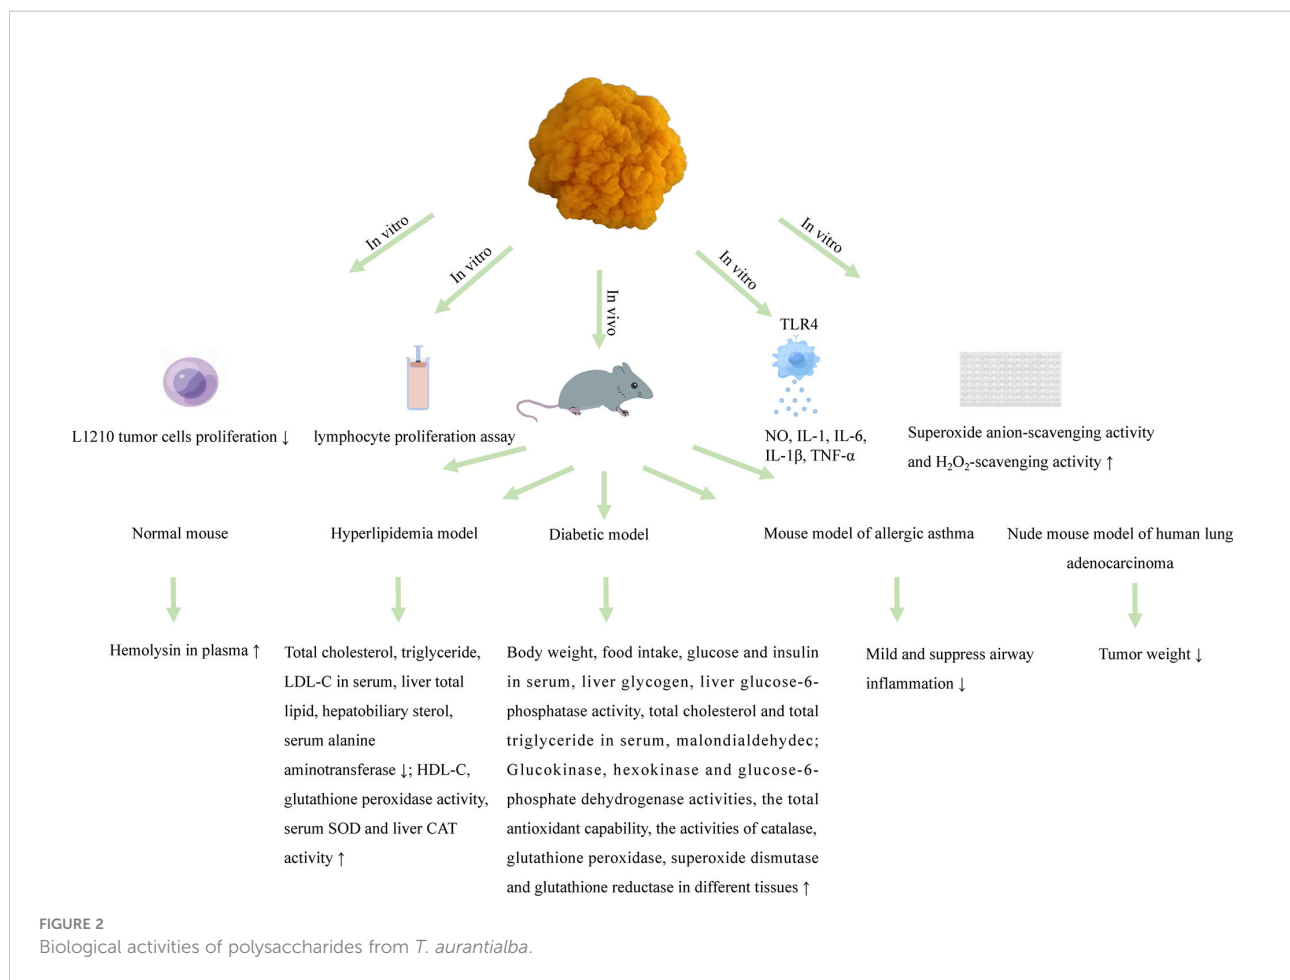 In vitro
In vitro
In vivo
In vitro
In vitro
TLR4
L1210 tumor cells proliferation ↓
lymphocyte proliferation assay
NO, IL-1, IL-6,
IL-1β, TNF-α
Superoxide anion-scavenging activity
and H₂O₂-scavenging activity ↑
Normal mouse
Hyperlipidemia model
Diabetic model
Mouse model of allergic asthma
Nude mouse model of human lung
adenocarcinoma
Hemolysin in plasma ↑
Total cholesterol, triglyceride,
LDL-C in serum, liver total
lipid, hepatobiliary sterol,
serum alanine
aminotransferase ↓; HDL-C,
glutathione peroxidase activity,
serum SOD and liver CAT
activity ↑
Body weight, food intake, glucose and insulin
in serum, liver glycogen, liver glucose-6-
phosphatase activity, total cholesterol and total
triglyceride in serum, malondialdehydec;
Glucokinase, hexokinase and glucose-6-
phosphate dehydrogenase activities, the total
antioxidant capability, the activities of catalase,
glutathione peroxidase, superoxide dismutase
and glutathione reductase in different tissues ↑
Mild and suppress airway
inflammation ↓
Tumor weight ↓
FIGURE 2
Biological activities of polysaccharides from T. aurantialba.